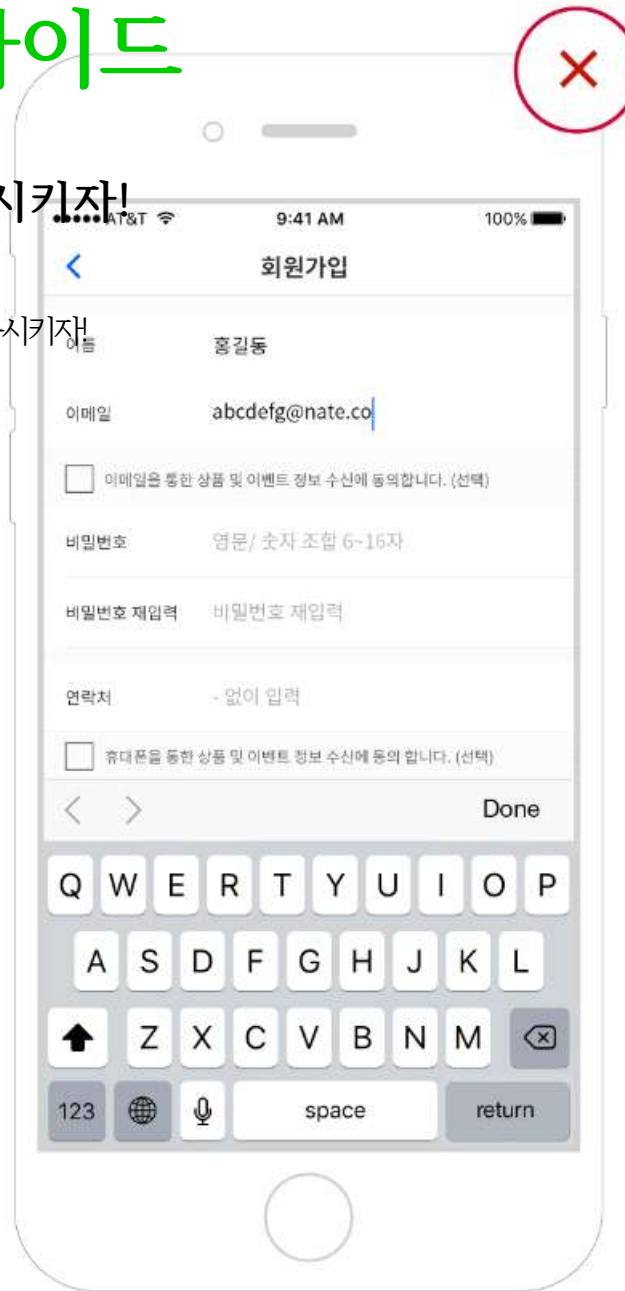 이드
시키자!
AT&T 9:41 AM 100%
회원가입
시키자!
이름 홍길동
이메일 abcdefg@nate.co
이메일을 통한 상품 및 이벤트 정보 수신에 동의합니다. (선택)
비밀번호 영문/ 숫자 조합 6~16자
비밀번호 재입력 비밀번호 재입력
연락처 - 없이 입력
휴대폰을 통한 상품 및 이벤트 정보 수신에 동의 합니다. (선택)
Done
Q W E R T Y U I O P
A S D F G H J K L
Z X C V B N M
123 space return